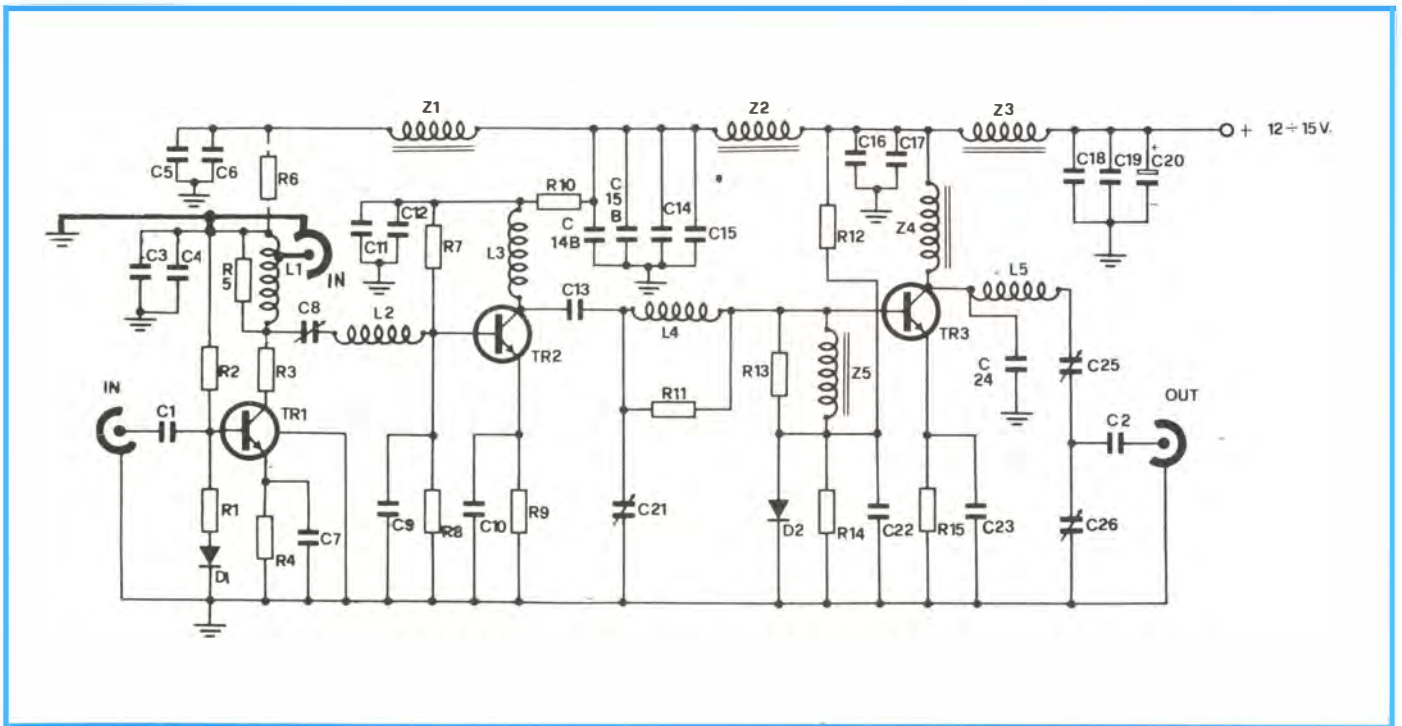 Z1
Z2
Z3
+ 12 ÷ 15 V.
C5
C6
R6
C16
C17
C18
C19
+
C20
R10
C
15
B
C11
C12
R7
L3
C
14B
C14
C15
R12
Z4
C3
C4
R
5
L1
IN
C8
L2
C13
L4
TR2
TR3
L5
R2
R3
R11
R13
Z5
C
24
C25
IN
C1
TR1
OUT
C2
R1
R4
C7
C9
R8
C10
R9
C21
D2
R14
C22
R15
C23
C26
D1